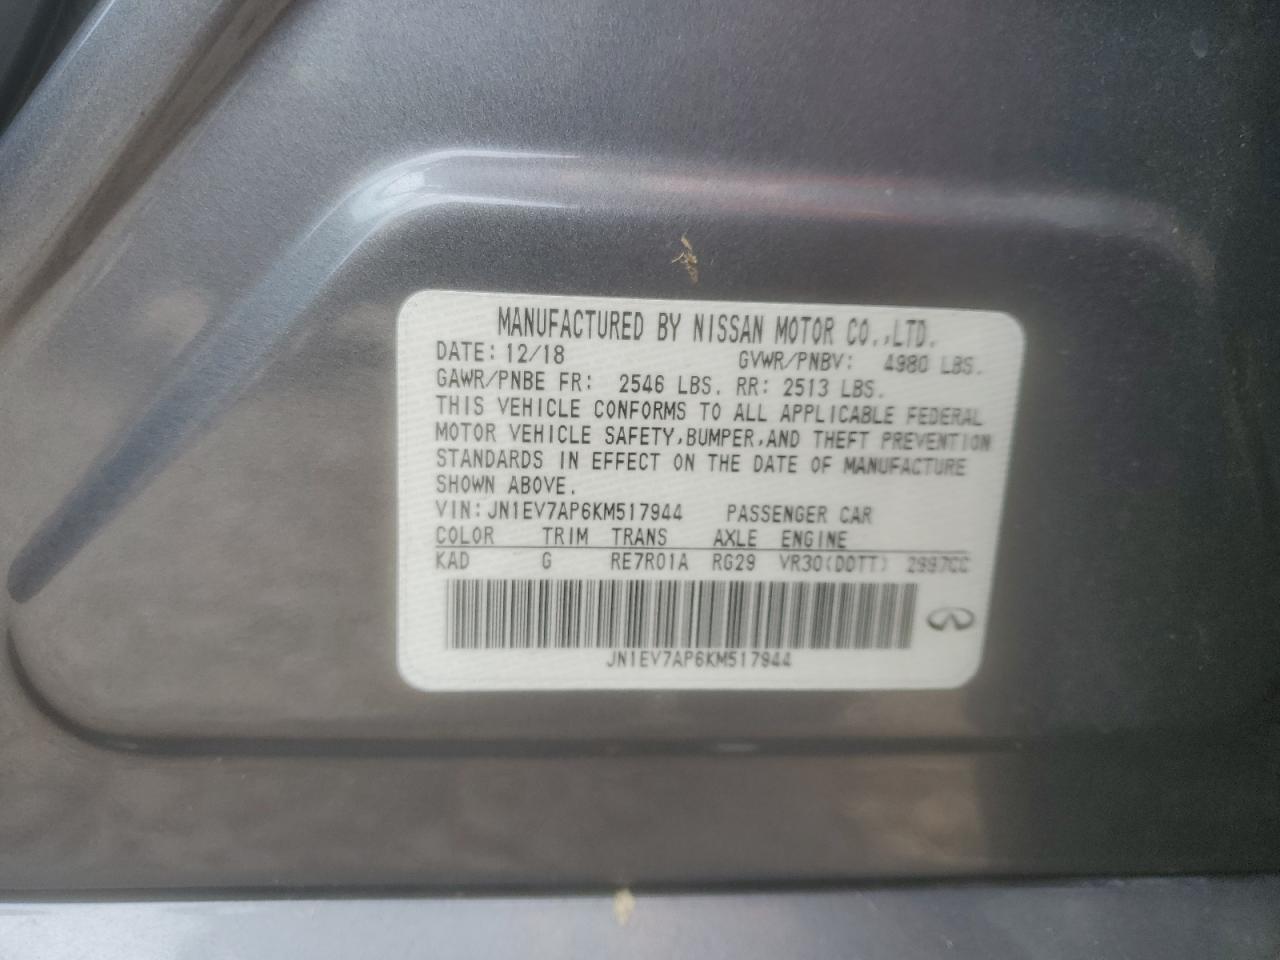 MANUFACTURED BY NISSAN MOTOR CO.,LTD.
DATE: 12/18 GVWR/PNBV: 4980 LBS.
GAWR/PNBE FR: 2546 LBS. RR: 2513 LBS.
THIS VEHICLE CONFORMS TO ALL APPLICABLE FEDERAL
MOTOR VEHICLE SAFETY,BUMPER,AND THEFT PREVENTION
STANDARDS IN EFFECT ON THE DATE OF MANUFACTURE
SHOWN ABOVE.
VIN: JN1EV7AP6KM517944 PASSENGER CAR
COLOR TRIM TRANS AXLE ENGINE
KAD G RE7R01A RG29 VR30(DDTT) 2997CC
JN1EV7AP6KM517944